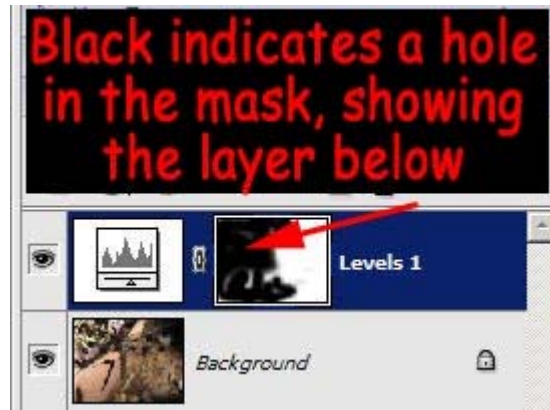 Black indicates a hole
in the mask, showing
the layer below
Levels 1
Background